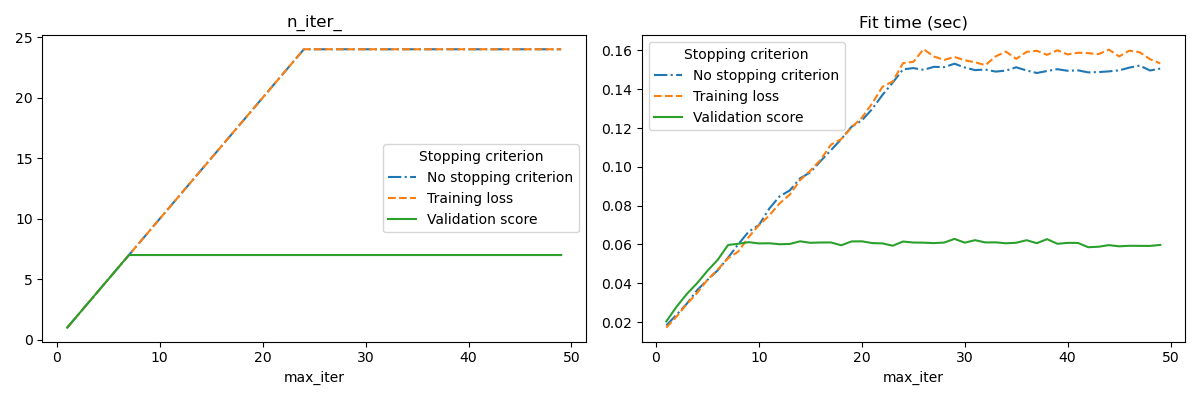 n_iter_
25
20
15
10
5
0
Stopping criterion
No stopping criterion
Training loss
Validation score
0 10 20 30 40 50
max_iter
Fit time (sec)
0.16
0.14
0.12
0.10
0.08
0.06
0.04
0.02
Stopping criterion
No stopping criterion
Training loss
Validation score
0 10 20 30 40 50
max_iter